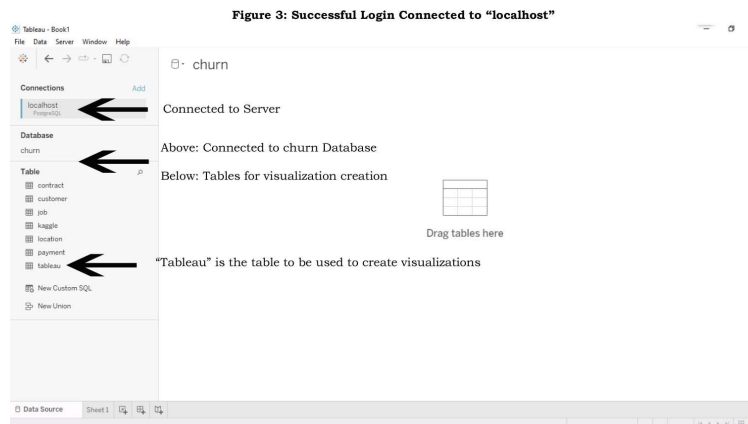 Figure 3: Successful Login Connected to “localhost”
Tableau - Book1
File Data Server Window Help
churn
Connections Add
localhost
PostgreSQL
Connected to Server
Database
churn
Above: Connected to churn Database
Table
Below: Tables for visualization creation
contract
customer
job
kaggle
location
payment
tableau
Drag tables here
“Tableau” is the table to be used to create visualizations
New Custom SQL
New Union
Data Source Sheet 1